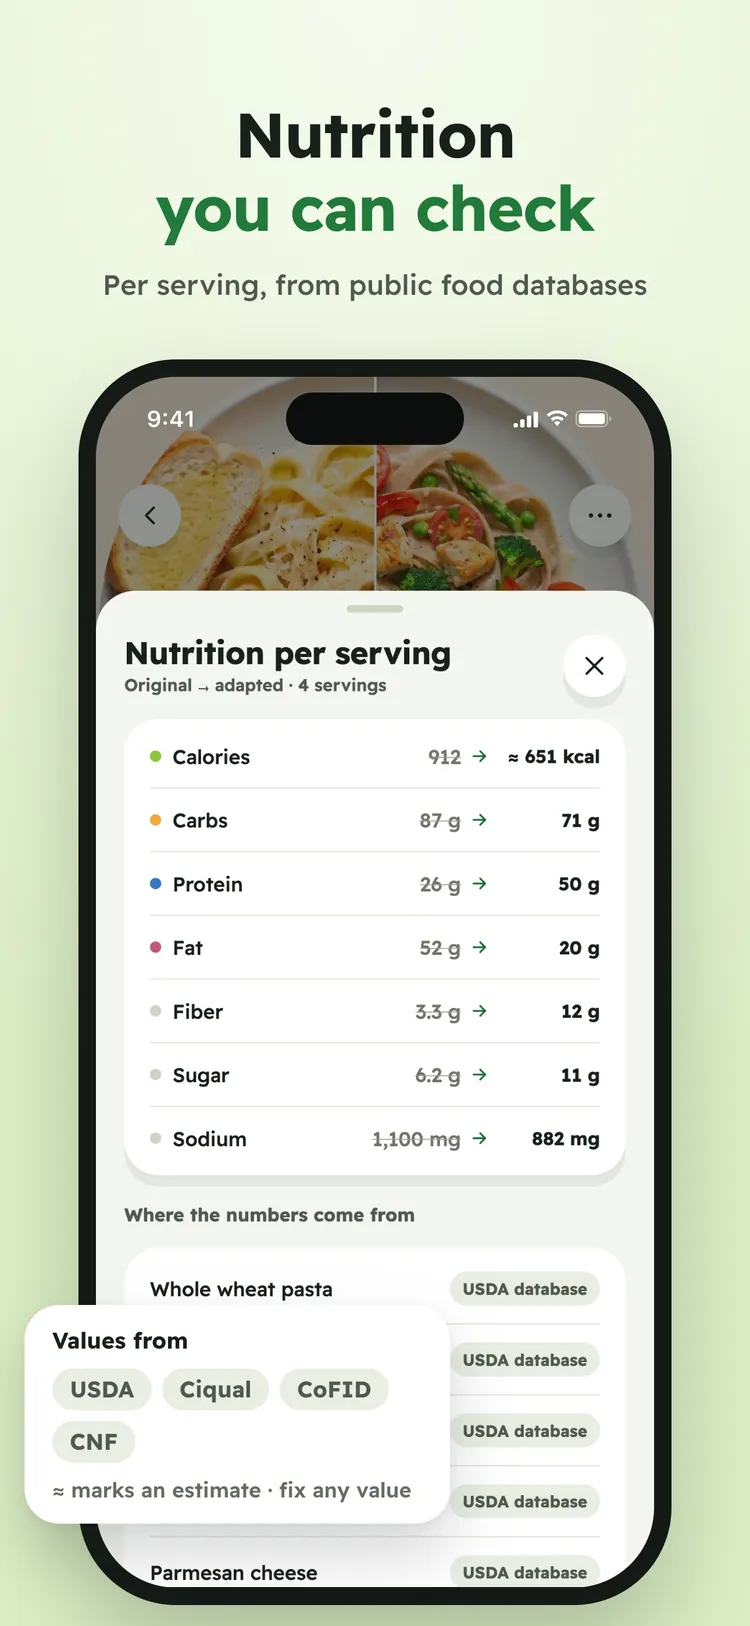 Nutrition
you can check
Per serving, from public food databases
9:41
Nutrition per serving
Original → adapted · 4 servings
Calories 912 → ≈ 651 kcal
Carbs 87 g → 71 g
Protein 26 g → 50 g
Fat 52 g → 20 g
Fiber 3.3 g → 12 g
Sugar 6.2 g → 11 g
Sodium 1,100 mg → 882 mg
Where the numbers come from
Whole wheat pasta USDA database
USDA database
USDA database
USDA database
Values from
USDA Ciqual CoFID
CNF
≈ marks an estimate · fix any value
Parmesan cheese USDA database